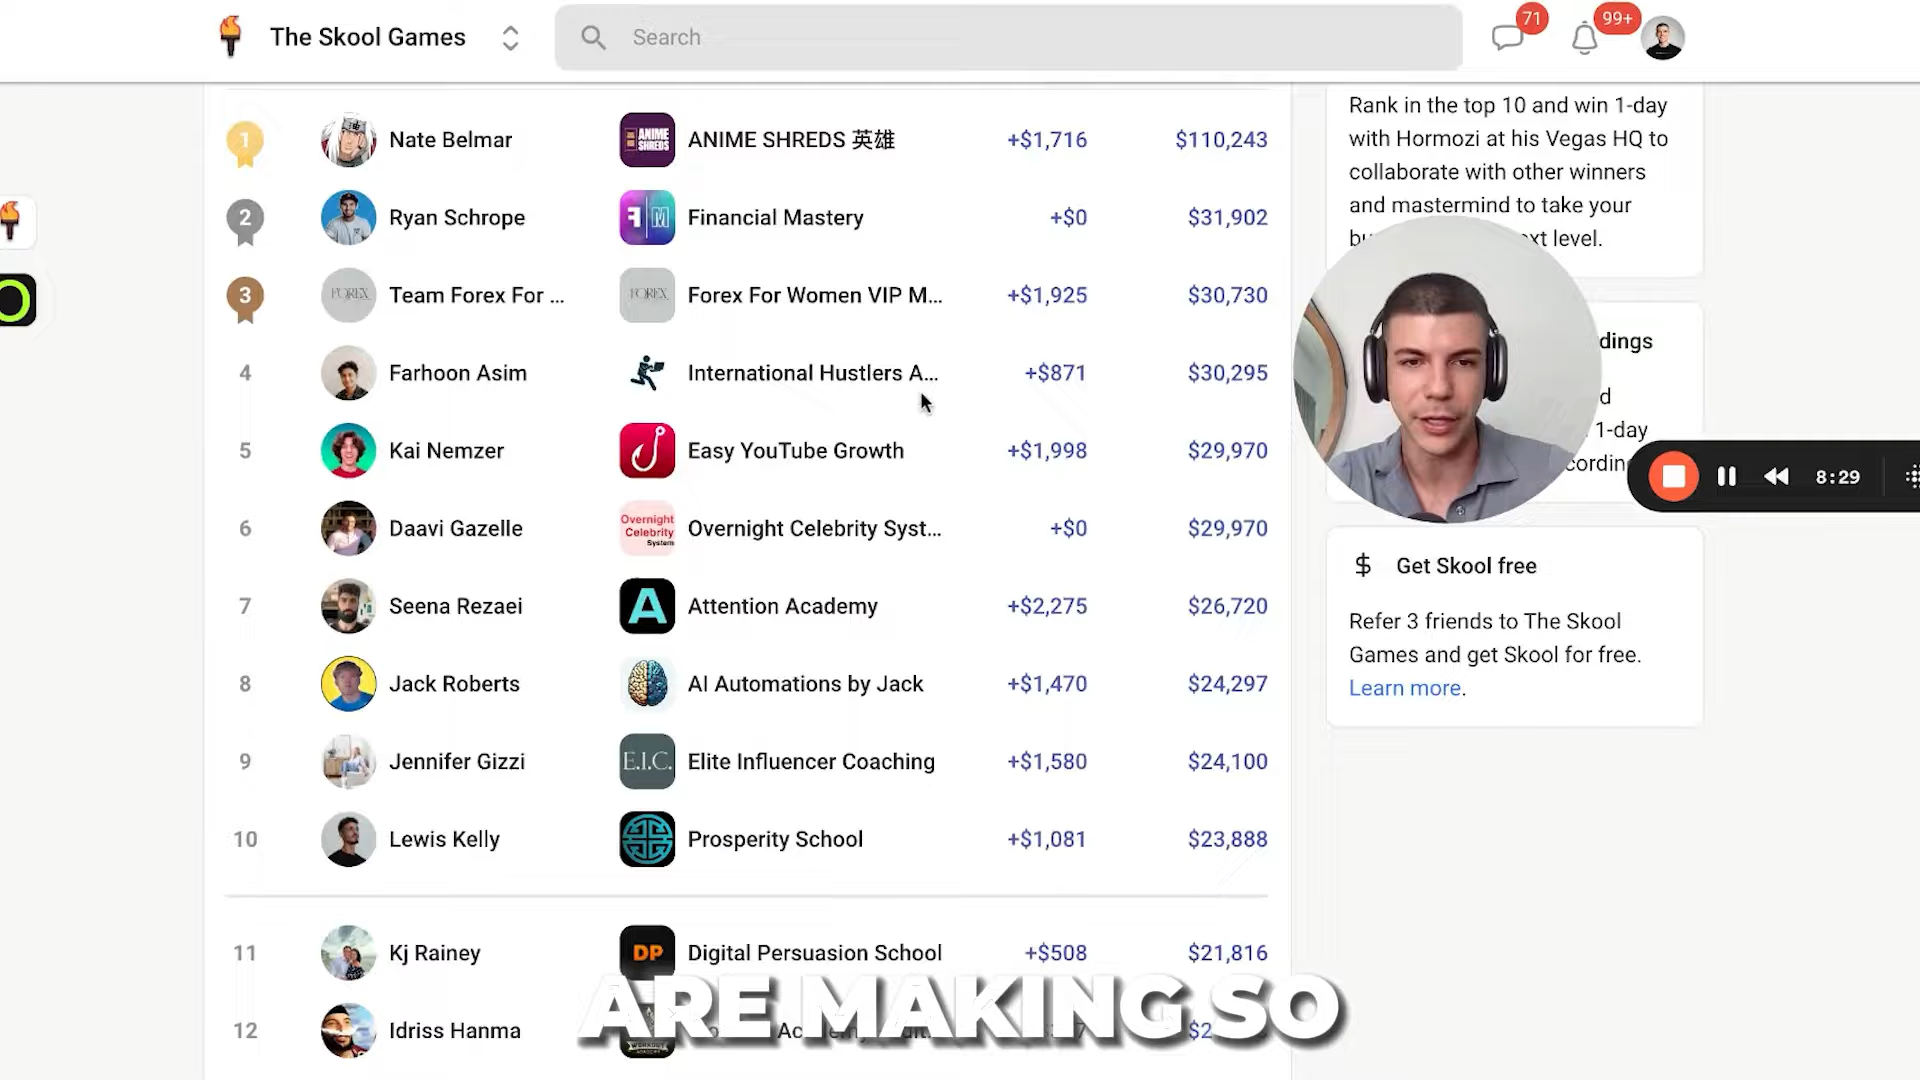 The Skool Games
Search
71
99+
1 Nate Belmar ANIME SHREDS ANIME SHREDS 英雄 +$1,716 $110,243
2 Ryan Schrope Financial Mastery +$0 $31,902
3 FOREX Team Forex For ... FOREX Forex For Women VIP M... +$1,925 $30,730
4 Farhoon Asim International Hustlers A... +$871 $30,295
5 Kai Nemzer Easy YouTube Growth +$1,998 $29,970
6 Daavi Gazelle Overnight Celebrity System Overnight Celebrity Syst... +$0 $29,970
7 Seena Rezaei A Attention Academy +$2,275 $26,720
8 Jack Roberts AI Automations by Jack +$1,470 $24,297
9 Jennifer Gizzi E.I.C. Elite Influencer Coaching +$1,580 $24,100
10 Lewis Kelly Prosperity School +$1,081 $23,888
11 Kj Rainey DP Digital Persuasion School +$508 $21,816
12 Idriss Hanma
ARE MAKING SO
Rank in the top 10 and win 1-day
with Hormozi at his Vegas HQ to
collaborate with other winners
and mastermind to take your
level.
1-day
8:29
$ Get Skool free
Refer 3 friends to The Skool
Games and get Skool for free.
Learn more.